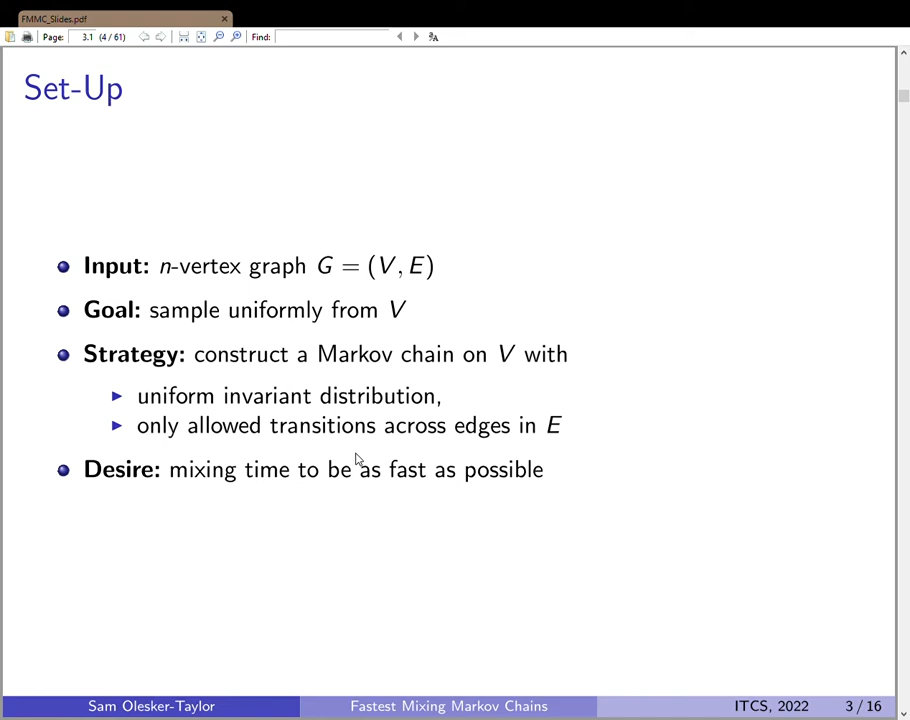 FMMC_Slides.pdf
Page: 3.1 (4/61) Find:
Set-Up
Input: n-vertex graph G = (V, E)
Goal: sample uniformly from V
Strategy: construct a Markov chain on V with
uniform invariant distribution,
only allowed transitions across edges in E
Desire: mixing time to be as fast as possible
Sam Olesker-Taylor Fastest Mixing Markov Chains ITCS, 2022 3 / 16